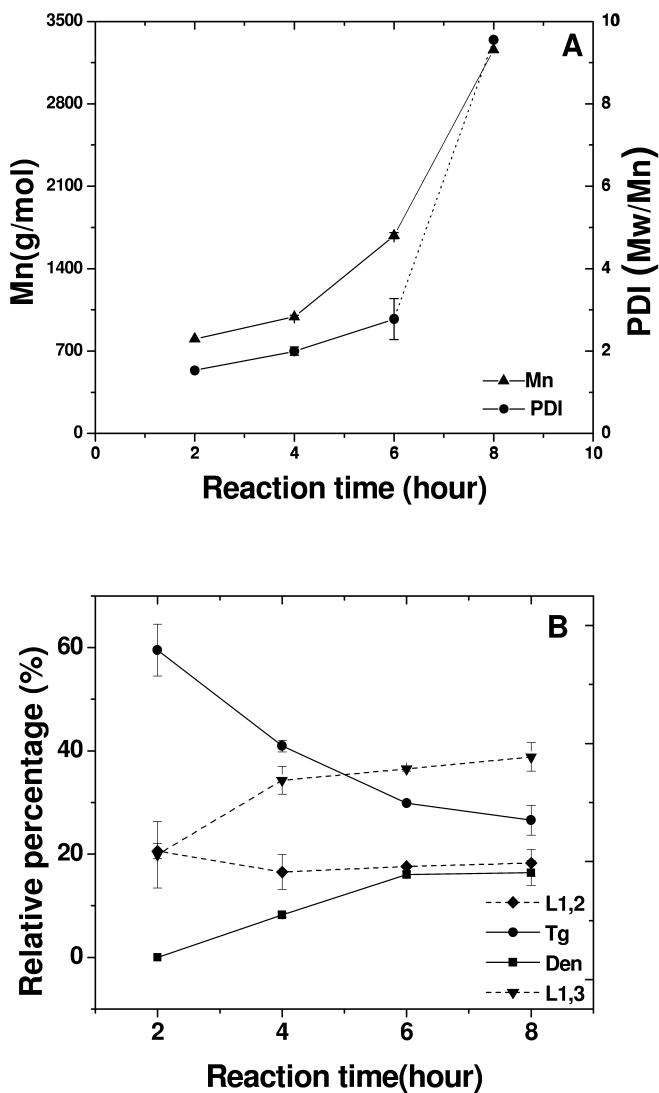 A
3500
2800
2100
1400
700
0
Mn(g/mol)
10
8
6
4
2
0
PDI (Mw/Mn)
Mn
PDI
0 2 4 6 8 10
Reaction time (hour)
B
60
40
20
0
Relative percentage (%)
L1,2
Tg
Den
L1,3
2 4 6 8
Reaction time(hour)